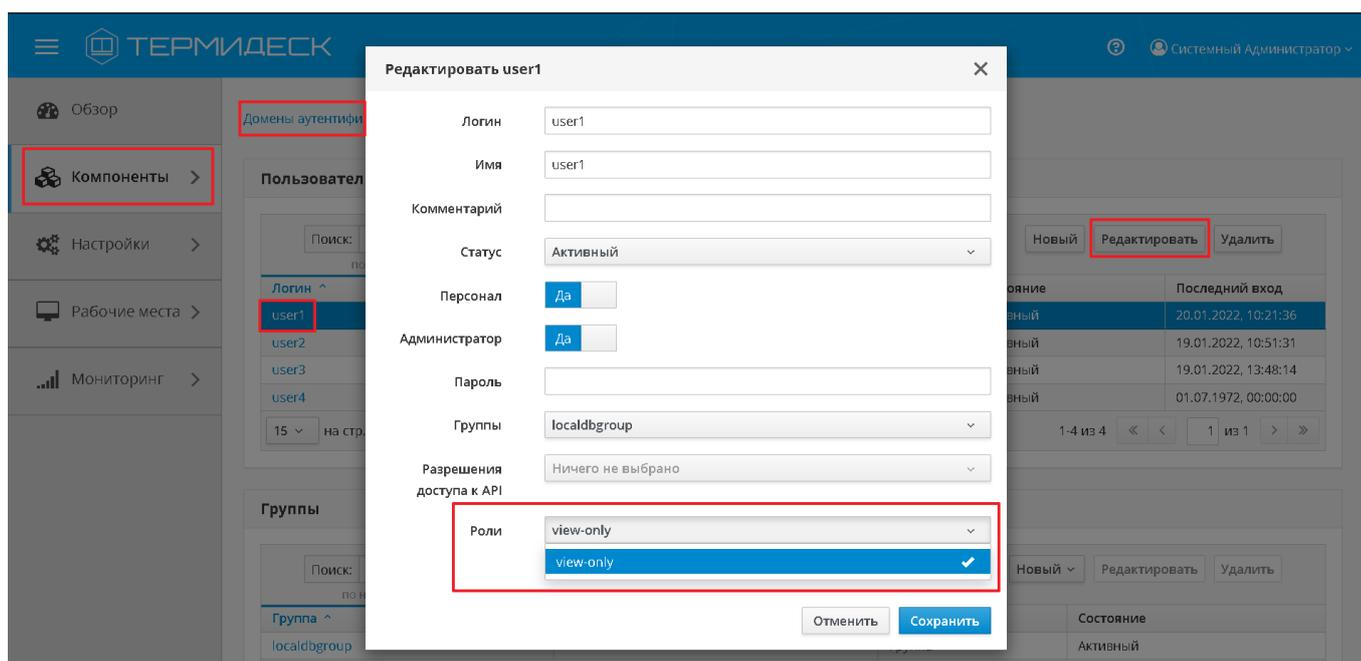 ТЕРМИДЕСК
Системный Администратор
Обзор
Компоненты
Настройки
Рабочие места
Мониторинг
Домены аутентифи
Пользовател
Поиск:
по
Новый
Редактировать
Удалить
Логин
ояние
Последний вход
user1
вный
20.01.2022, 10:21:36
user2
вный
19.01.2022, 10:51:31
user3
вный
19.01.2022, 13:48:14
user4
вный
01.07.1972, 00:00:00
15
на стр.
1-4 из 4
1 из 1
Редактировать user1
Логин
user1
Имя
user1
Комментарий
Статус
Активный
Персонал
Да
Администратор
Да
Пароль
Группы
localdbgroup
Разрешения
доступа к API
Ничего не выбрано
Роли
view-only
view-only
Отменить
Сохранить
Группы
Поиск:
по н
Новый
Редактировать
Удалить
Группа
Состояние
localdbgroup
Активный